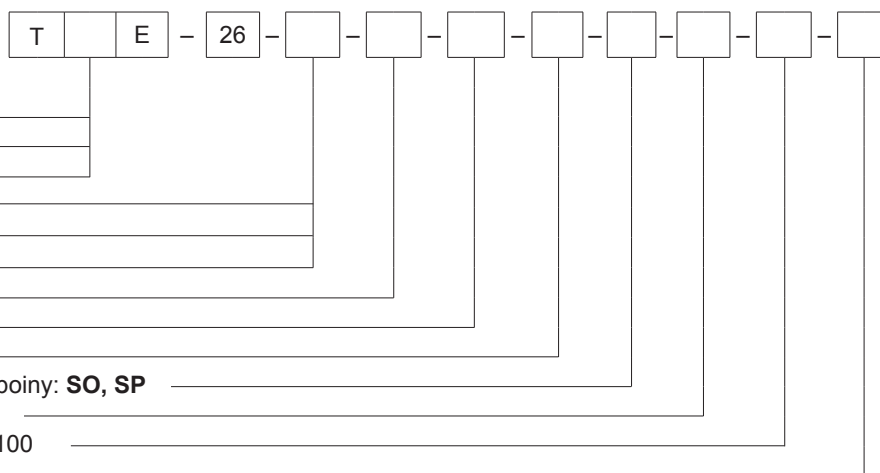 T E – 26 – – – – – – – –
poiny: SO, SP
100